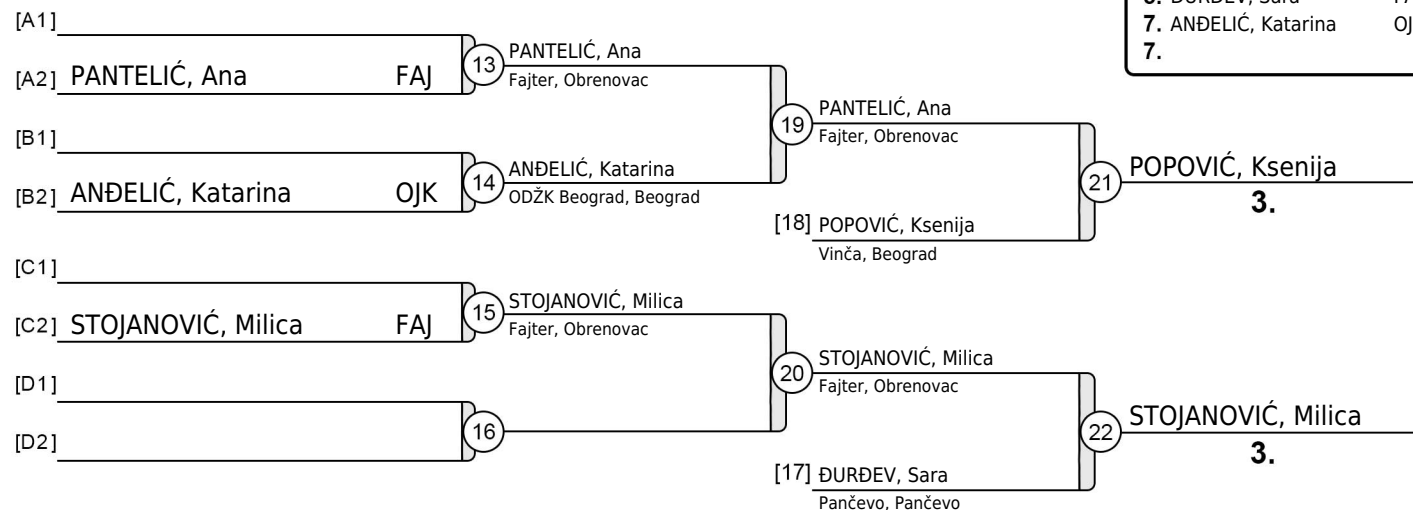 5. ĐURĐEV, Sara
7. ANĐELIĆ, Katarina OJ
7.
[A1]
[A2] PANTELIĆ, Ana FAJ
13
PANTELIĆ, Ana
Fajter, Obrenovac
[B1]
[B2] ANĐELIĆ, Katarina OJK
14
ANĐELIĆ, Katarina
ODŽK Beograd, Beograd
19
PANTELIĆ, Ana
Fajter, Obrenovac
[18] POPOVIĆ, Ksenija
Vinča, Beograd
21
POPOVIĆ, Ksenija
3.
[C1]
[C2] STOJANOVIĆ, Milica FAJ
15
STOJANOVIĆ, Milica
Fajter, Obrenovac
[D1]
[D2]
16
20
STOJANOVIĆ, Milica
Fajter, Obrenovac
[17] ĐURĐEV, Sara
Pančevo, Pančevo
22
STOJANOVIĆ, Milica
3.